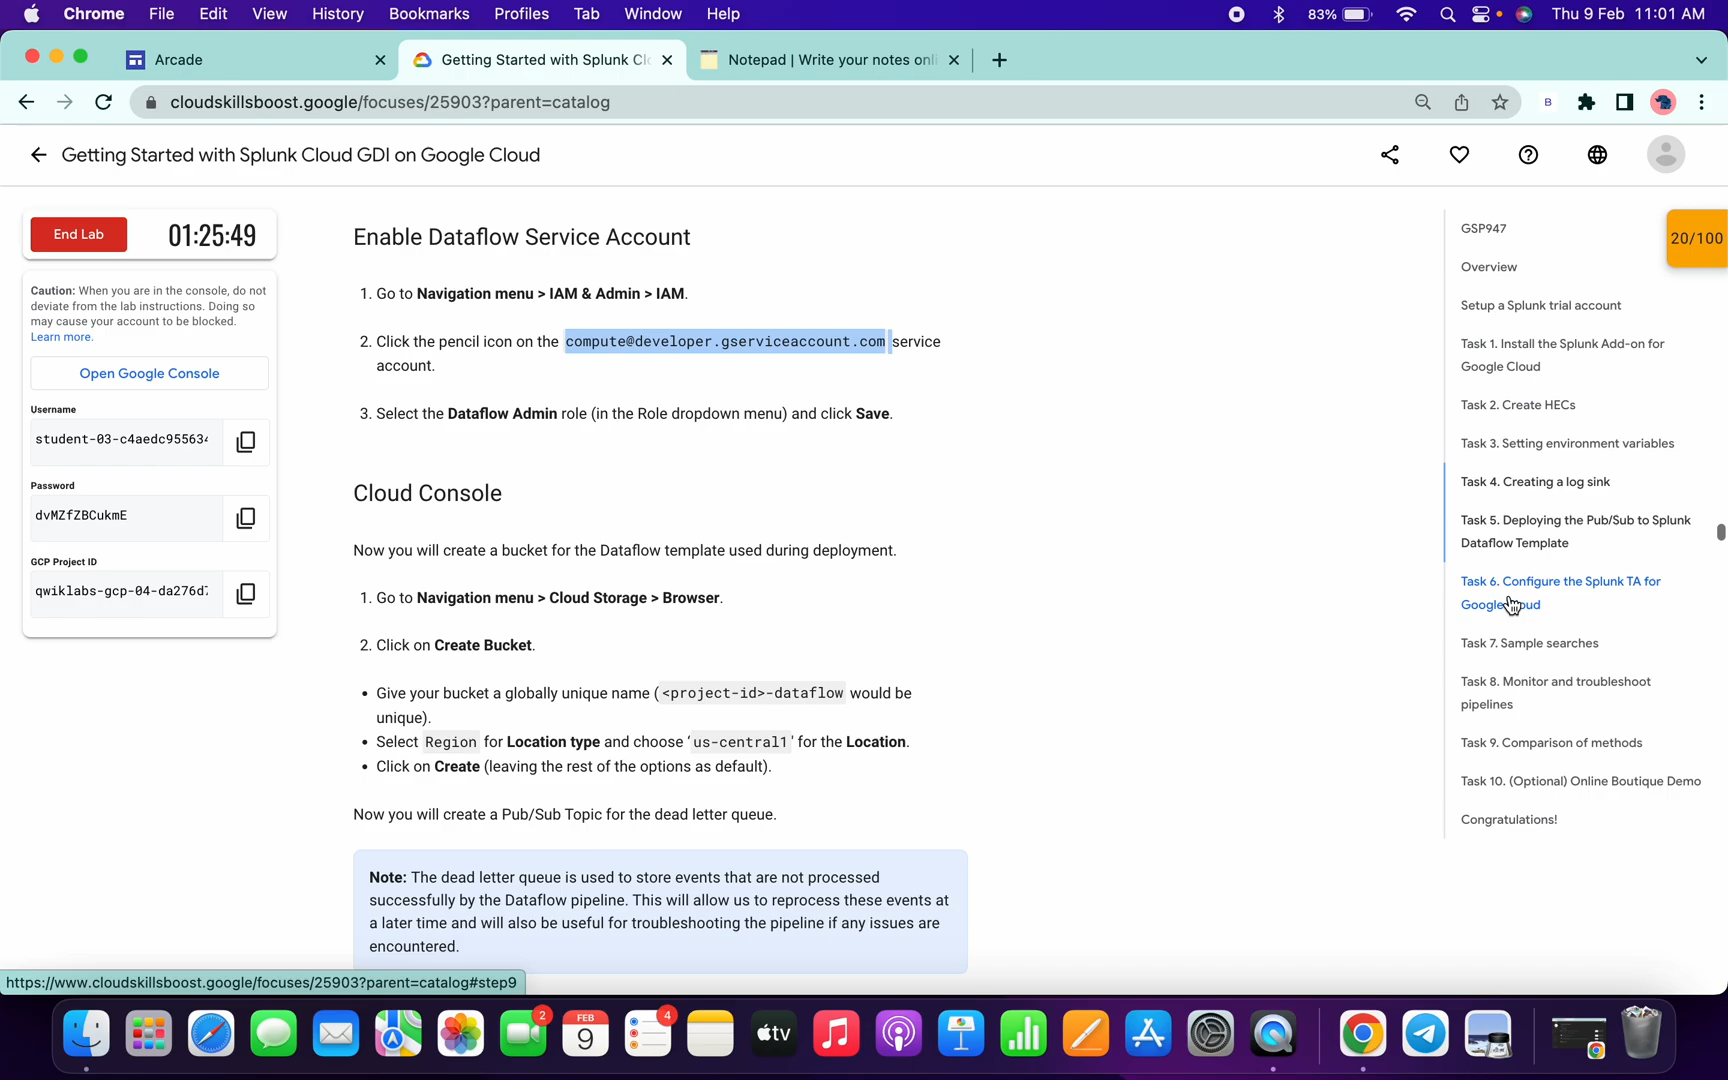 Chrome File Edit View History Bookmarks Profiles Tab Window Help 83% Thu 9 Feb 11:01 AM
Arcade Getting Started with Splunk Clo Notepad | Write your notes onli
cloudskillsboost.google/focuses/25903?parent=catalog B
Getting Started with Splunk Cloud GDI on Google Cloud
End Lab 01:25:49
Caution: When you are in the console, do not
deviate from the lab instructions. Doing so
may cause your account to be blocked.
Learn more.
Open Google Console
Username
student-03-c4aedc95563
Password
dvMZfZBCukmE
GCP Project ID
qwiklabs-gcp-04-da276d
Enable Dataflow Service Account
1. Go to Navigation menu > IAM & Admin > IAM.
2. Click the pencil icon on the compute@developer.gserviceaccount.com service
account.
3. Select the Dataflow Admin role (in the Role dropdown menu) and click Save.
Cloud Console
Now you will create a bucket for the Dataflow template used during deployment.
1. Go to Navigation menu > Cloud Storage > Browser.
2. Click on Create Bucket.
• Give your bucket a globally unique name (<project-id>-dataflow would be
unique).
• Select Region for Location type and choose ‘us-central1’ for the Location.
• Click on Create (leaving the rest of the options as default).
Now you will create a Pub/Sub Topic for the dead letter queue.
Note: The dead letter queue is used to store events that are not processed
successfully by the Dataflow pipeline. This will allow us to reprocess these events at
a later time and will also be useful for troubleshooting the pipeline if any issues are
encountered.
GSP947
20/100
Overview
Setup a Splunk trial account
Task 1. Install the Splunk Add-on for
Google Cloud
Task 2. Create HECs
Task 3. Setting environment variables
Task 4. Creating a log sink
Task 5. Deploying the Pub/Sub to Splunk
Dataflow Template
Task 6. Configure the Splunk TA for
Google Cloud
Task 7. Sample searches
Task 8. Monitor and troubleshoot
pipelines
Task 9. Comparison of methods
Task 10. (Optional) Online Boutique Demo
Congratulations!
https://www.cloudskillsboost.google/focuses/25903?parent=catalog#step9
2 FEB 9 4 tv